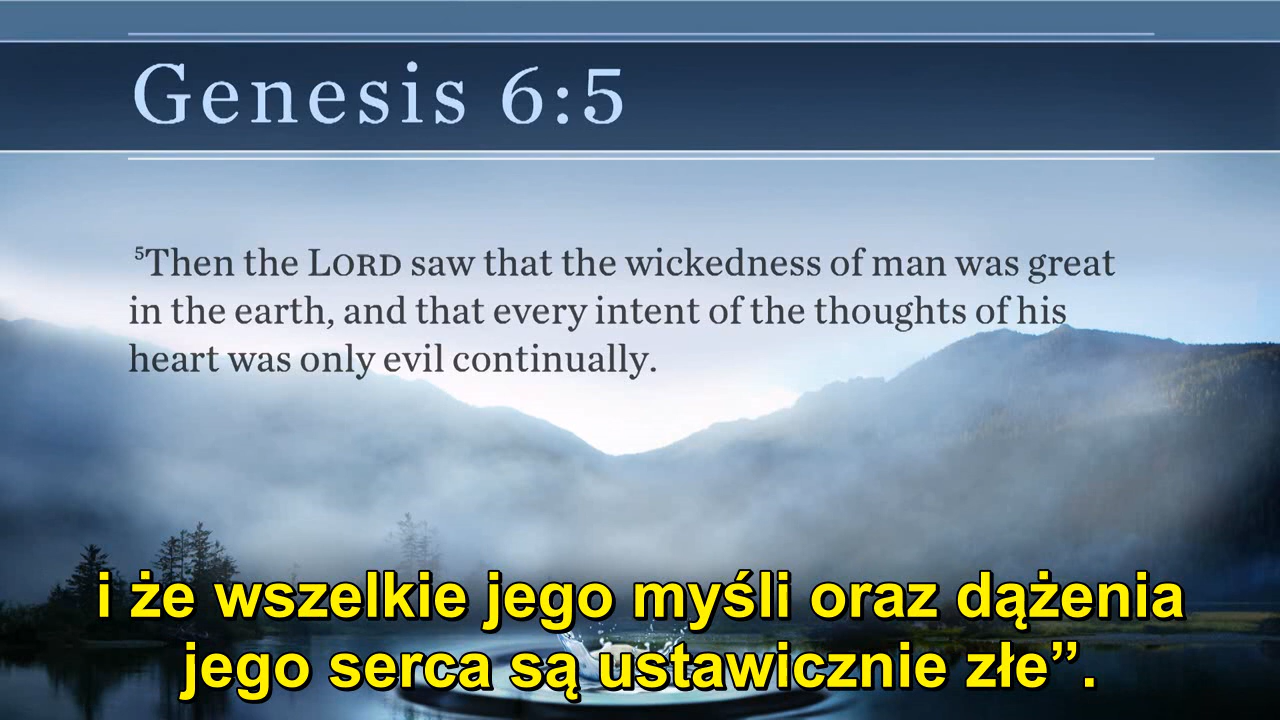 Genesis 6:5
⁵Then the LORD saw that the wickedness of man was great
in the earth, and that every intent of the thoughts of his
heart was only evil continually.
i że wszelkie jego myśli oraz dążenia
jego serca są ustawicznie złe”.